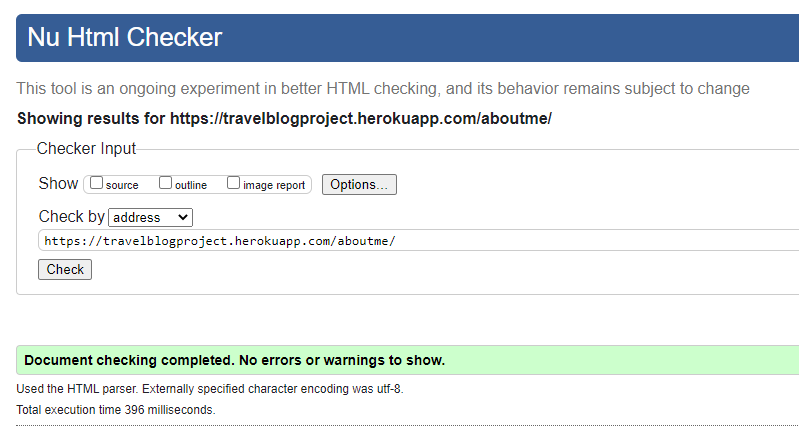 Nu Html Checker
This tool is an ongoing experiment in better HTML checking, and its behavior remains subject to change
Showing results for https://travelblogproject.herokuapp.com/aboutme/
Checker Input
Show source outline image report Options...
Check by address
https://travelblogproject.herokuapp.com/aboutme/
Check
Document checking completed. No errors or warnings to show.
Used the HTML parser. Externally specified character encoding was utf-8.
Total execution time 396 milliseconds.